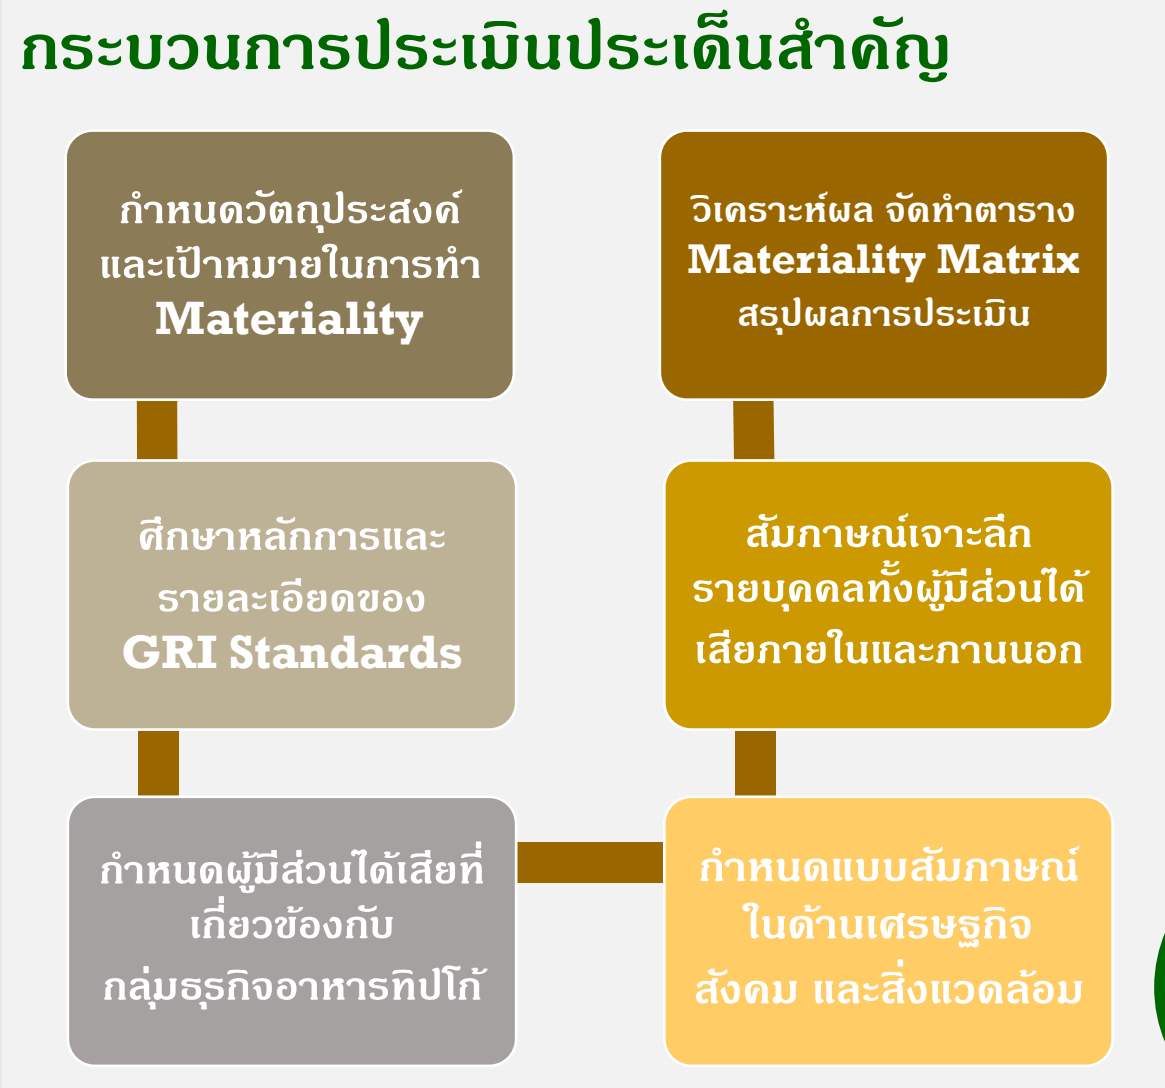 กระบวนการประเมินประเด็นสำคัญ
กำหนดวัตถุประสงค์
และเป้าหมายในการทำ
Materiality
ศึกษาหลักการและ
รายละเอียดของ
GRI Standards
กำหนดผู้มีส่วนได้เสียที่
เกี่ยวข้องกับ
กลุ่มธุรกิจอาหารทิปโก้
กำหนดแบบสัมภาษณ์
ในด้านเศรษฐกิจ
สังคม และสิ่งแวดล้อม
สัมภาษณ์เจาะลึก
รายบุคคลทั้งผู้มีส่วนได้
เสียภายในและภานนอก
วิเคราะห์ผล จัดทำตาราง
Materiality Matrix
สรุปผลการประเมิน